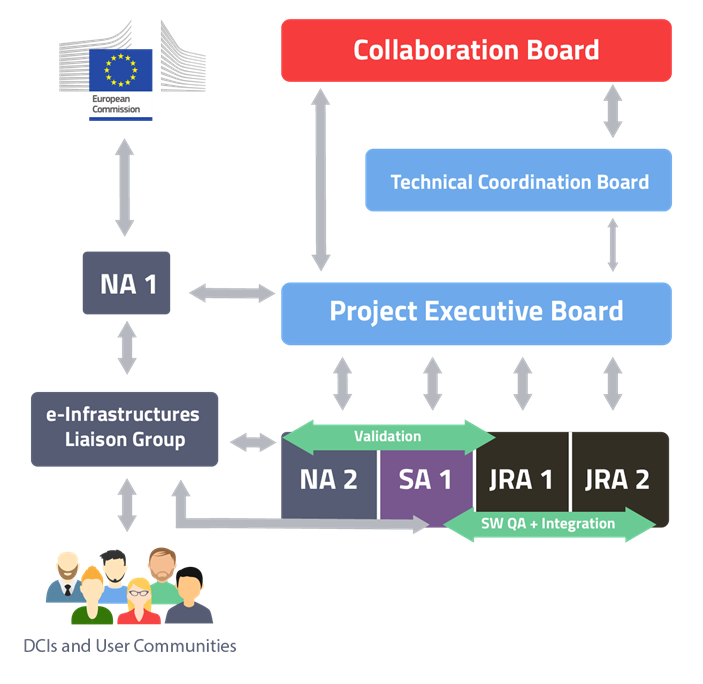 Collaboration Board
European
Commission
Technical Coordination Board
NA 1
Project Executive Board
e-Infrastructures
Liaison Group
Validation
NA 2
SA 1
JRA 1
JRA 2
SW QA + Integration
DCIs and User Communities